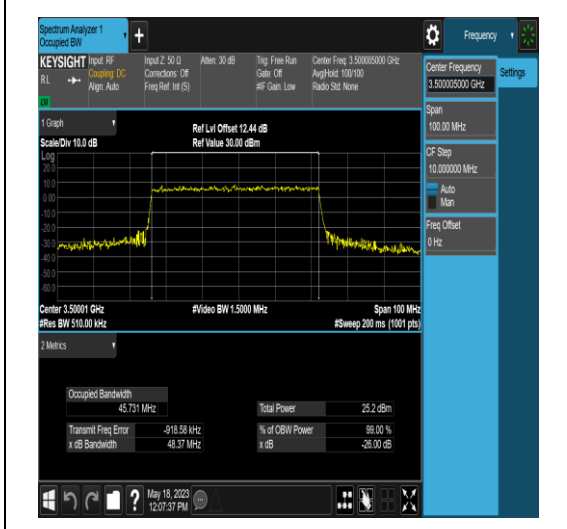 Spectrum Analyzer 1
Occupied BW
+
Frequency
KEYSIGHT
RL
Input: RF
Coupling: DC
Align: Auto
Input Z: 50 Ω
Corrections: Off
Freq Ref: Int (S)
Atten: 30 dB
Trig: Free Run
Gate: Off
#IF Gain: Low
Center Freq: 3.500005000 GHz
Avg|Hold: 100/100
Radio Std: None
Center Frequency
3.500005000 GHz
Settings
Span
100.00 MHz
CF Step
10.000000 MHz
Auto
Man
Freq Offset
0 Hz
1 Graph
Scale/Div 10.0 dB
Ref Lvl Offset 12.44 dB
Ref Value 30.00 dBm
Log
20.0
10.0
0.00
-10.0
-20.0
-30.0
-40.0
-50.0
-60.0
Center 3.50001 GHz
#Res BW 510.00 kHz
#Video BW 1.5000 MHz
Span 100 MHz
#Sweep 200 ms (1001 pts)
2 Metrics
Occupied Bandwidth
45.731 MHz
Total Power 25.2 dBm
Transmit Freq Error -918.58 kHz
% of OBW Power 99.00 %
x dB Bandwidth 48.37 MHz
x dB -26.00 dB
?
May 18, 2023
12:07:37 PM